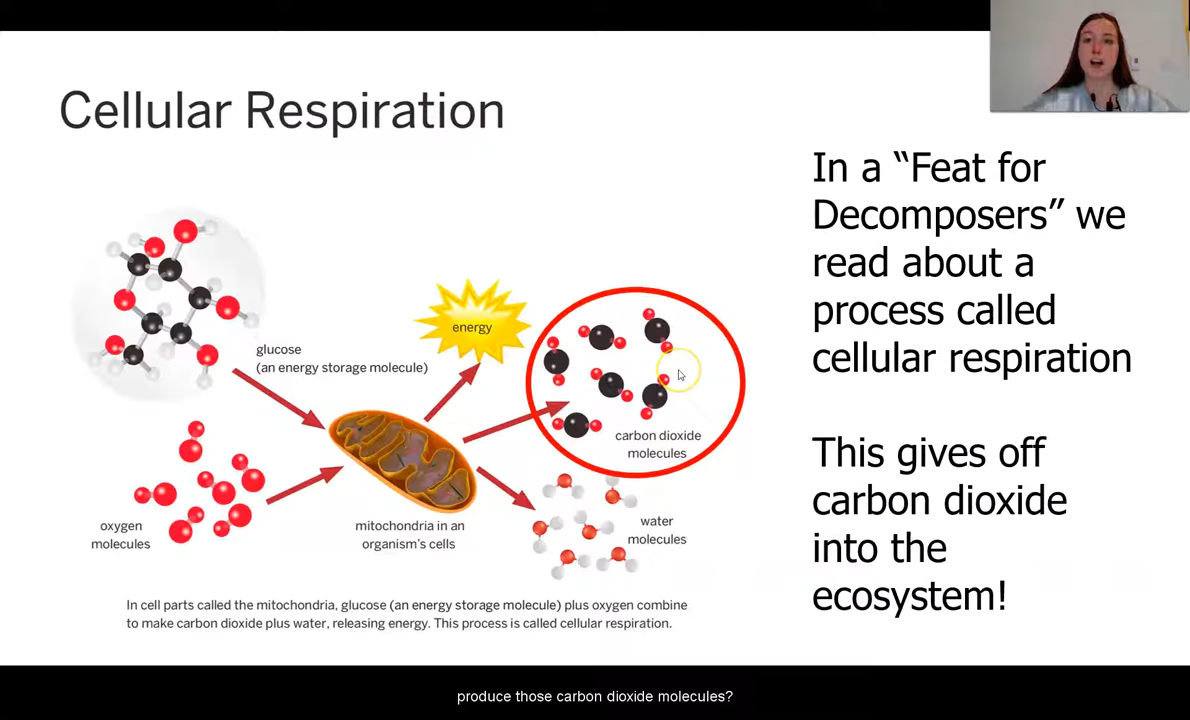 Cellular Respiration
In a “Feat for
Decomposers” we
read about a
process called
cellular respiration
This gives off
carbon dioxide
into the
ecosystem!
glucose
(an energy storage molecule)
energy
carbon dioxide
molecules
oxygen
molecules
mitochondria in an
organism's cells
water
molecules
In cell parts called the mitochondria, glucose (an energy storage molecule) plus oxygen combine
to make carbon dioxide plus water, releasing energy. This process is called cellular respiration.
produce those carbon dioxide molecules?